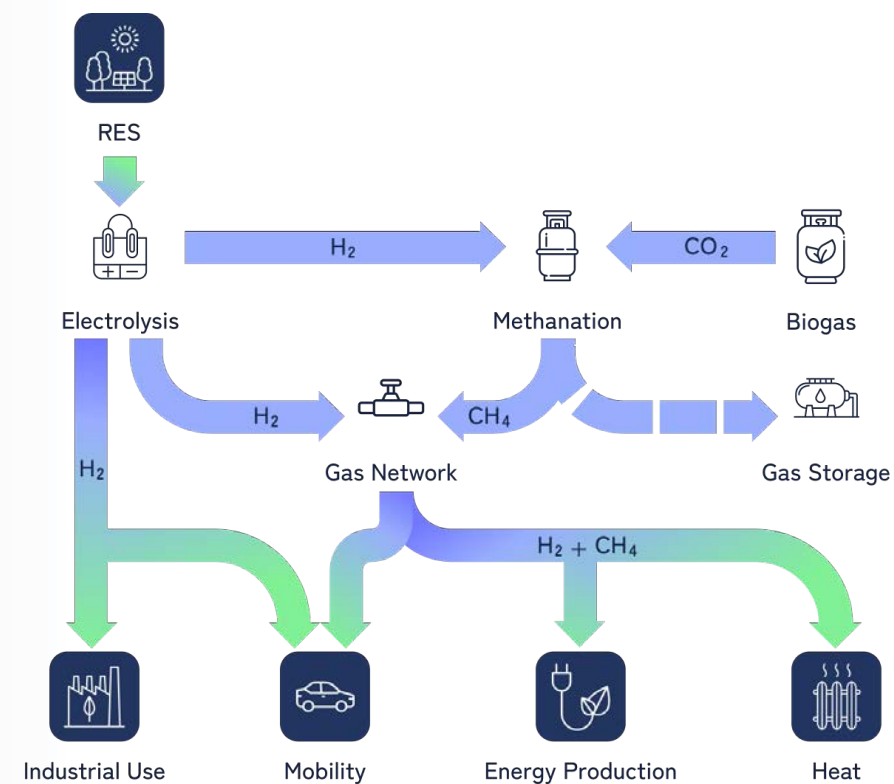 RES
H₂
CO₂
Electrolysis
Methanation
Biogas
H₂
CH₄
H₂
Gas Network
Gas Storage
H₂ + CH₄
Industrial Use
Mobility
Energy Production
Heat